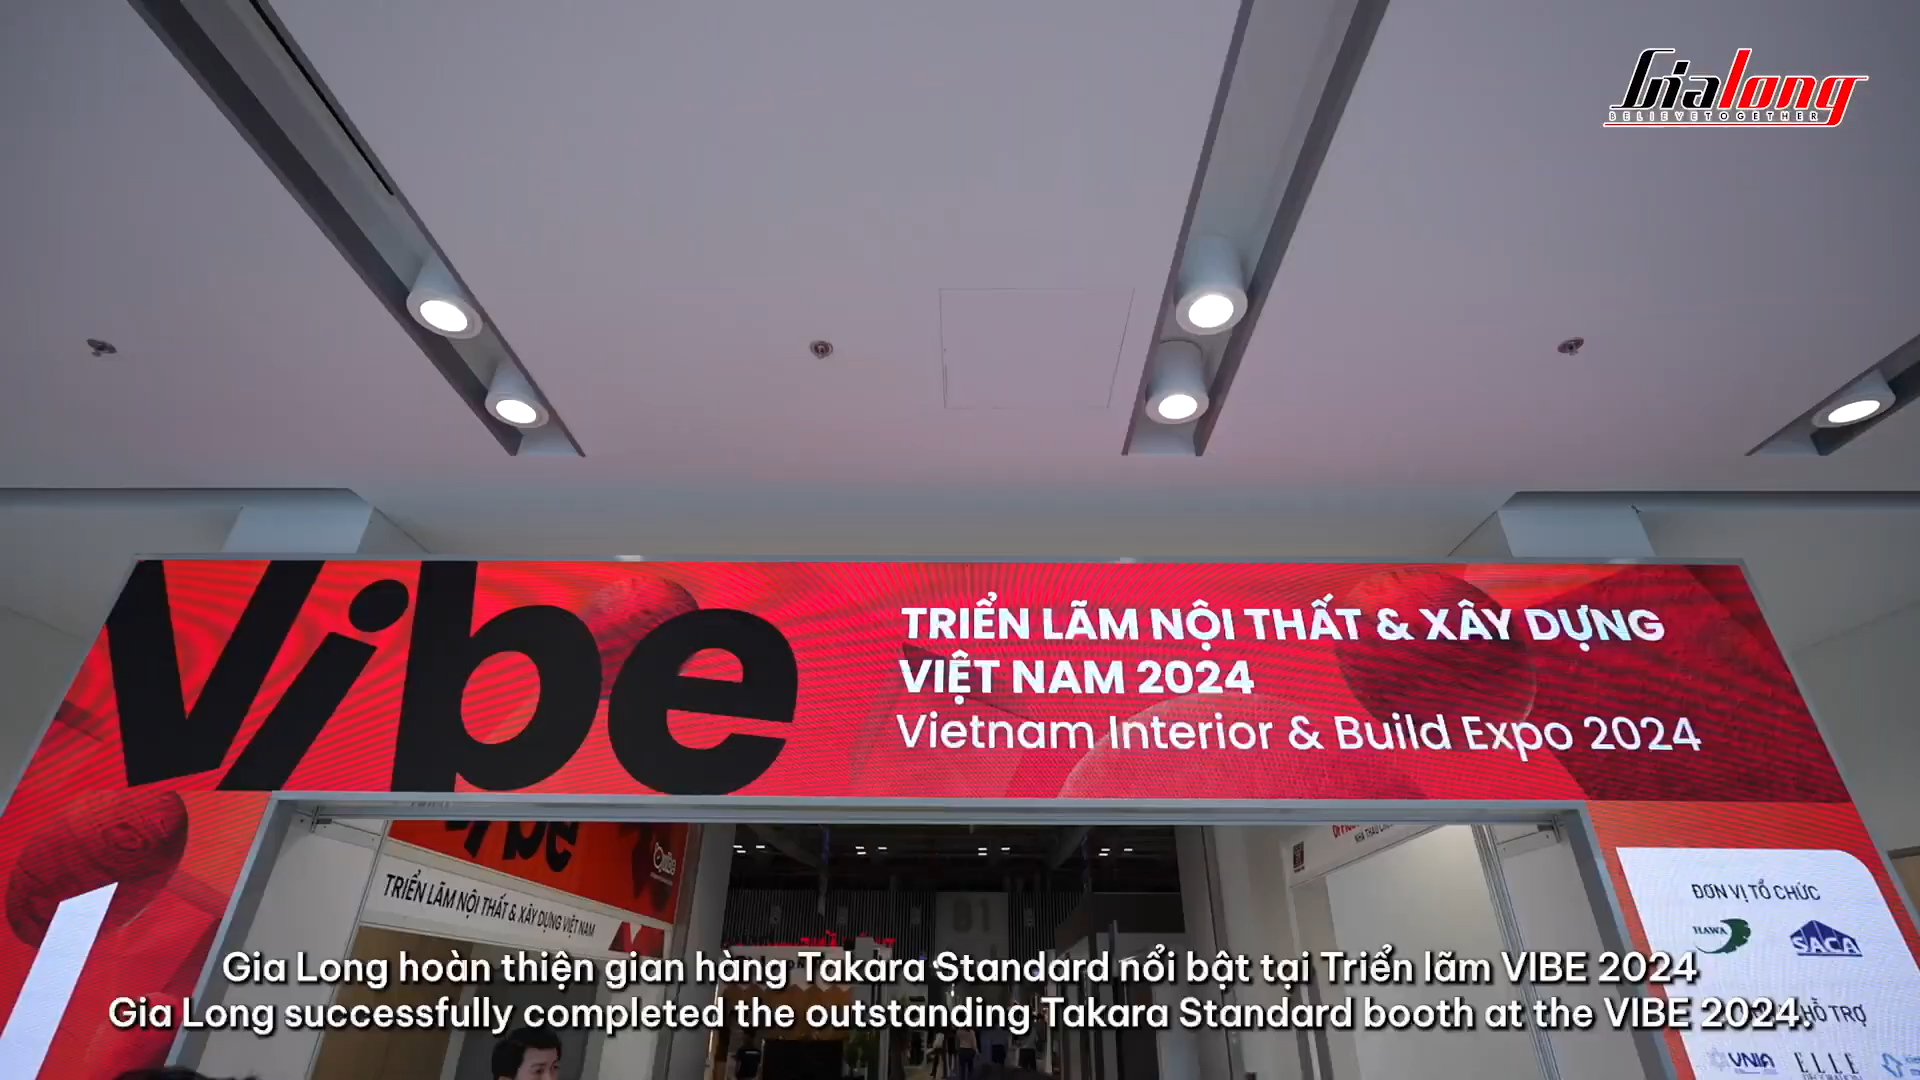 Gialong
BELIEVETOGETHER
Vibe
TRIỂN LÃM NỘI THẤT & XÂY DỰNG
VIỆT NAM 2024
Vietnam Interior & Build Expo 2024
Vibe
TRIỂN LÃM NỘI THẤT & XÂY DỰNG VIỆT NAM
ĐƠN VỊ TỔ CHỨC
HAWA
SACA
HỖ TRỢ
VNIA
ELLE
Gia Long hoàn thiện gian hàng Takara Standard nổi bật tại Triển lãm VIBE 2024
Gia Long successfully completed the outstanding Takara Standard booth at the VIBE 2024.